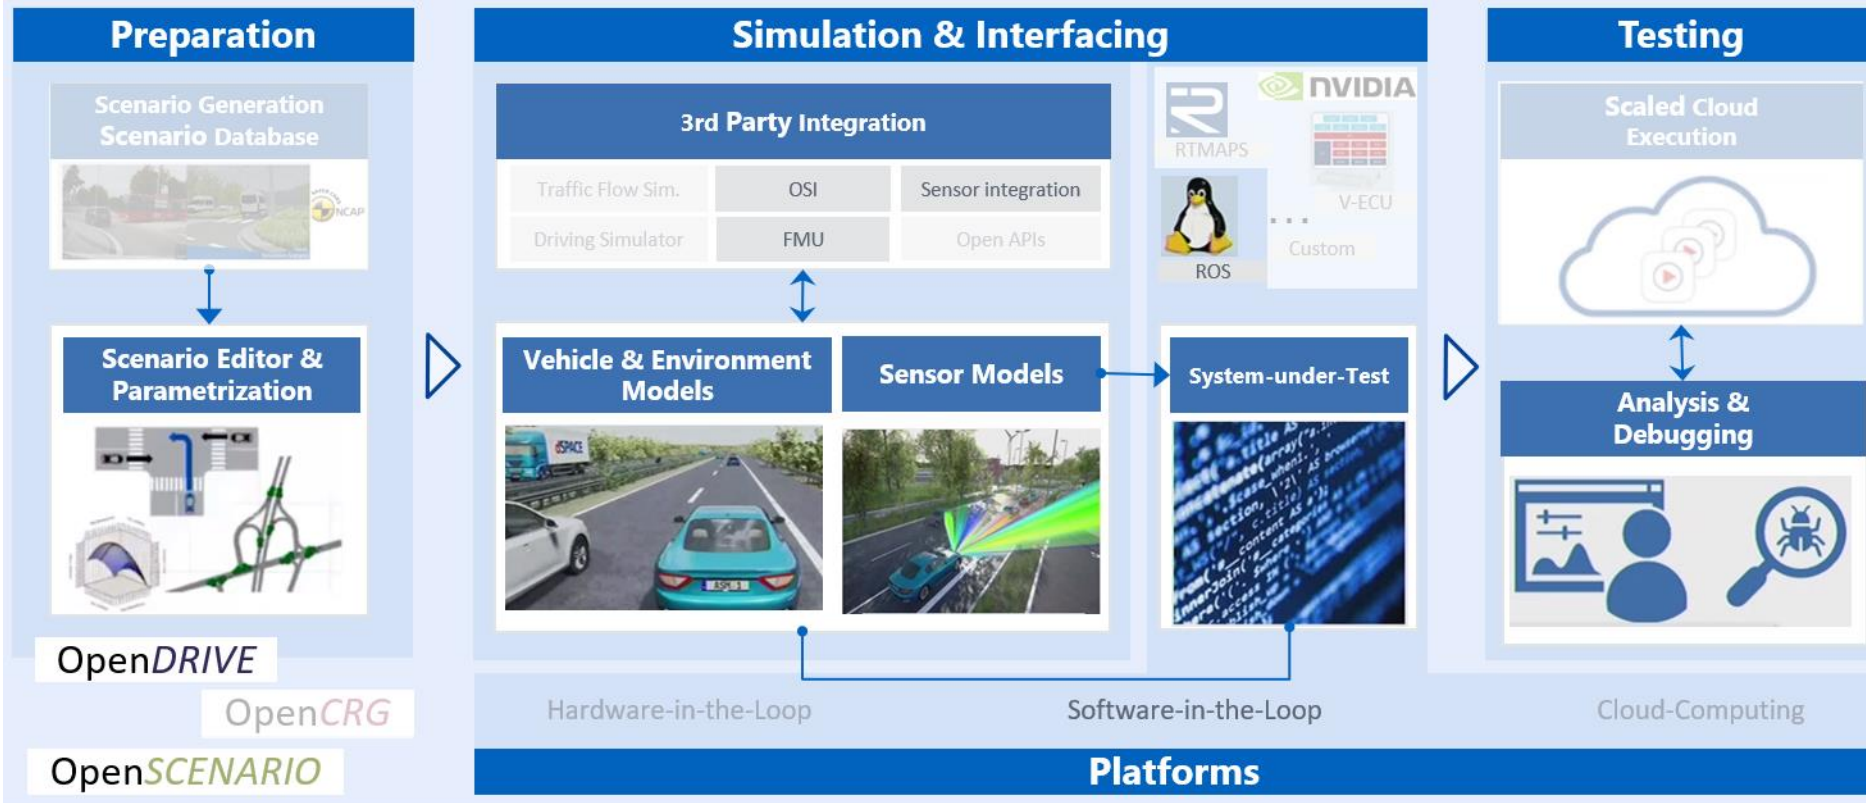 Preparation
Scenario Generation
Scenario Database
NCAP
Scenario Editor &
Parametrization
OpenDRIVE
OpenCRG
OpenSCENARIO
Simulation & Interfacing
3rd Party Integration
Traffic Flow Sim.
OSI
Sensor integration
Driving Simulator
FMU
Open APIs
Vehicle & Environment
Models
dSPACE
ASM 1
Sensor Models
RTMAPS
NVIDIA
V-ECU
ROS
...
Custom
System-under-Test
Testing
Scaled Cloud
Execution
Analysis &
Debugging
Hardware-in-the-Loop
Software-in-the-Loop
Cloud-Computing
Platforms